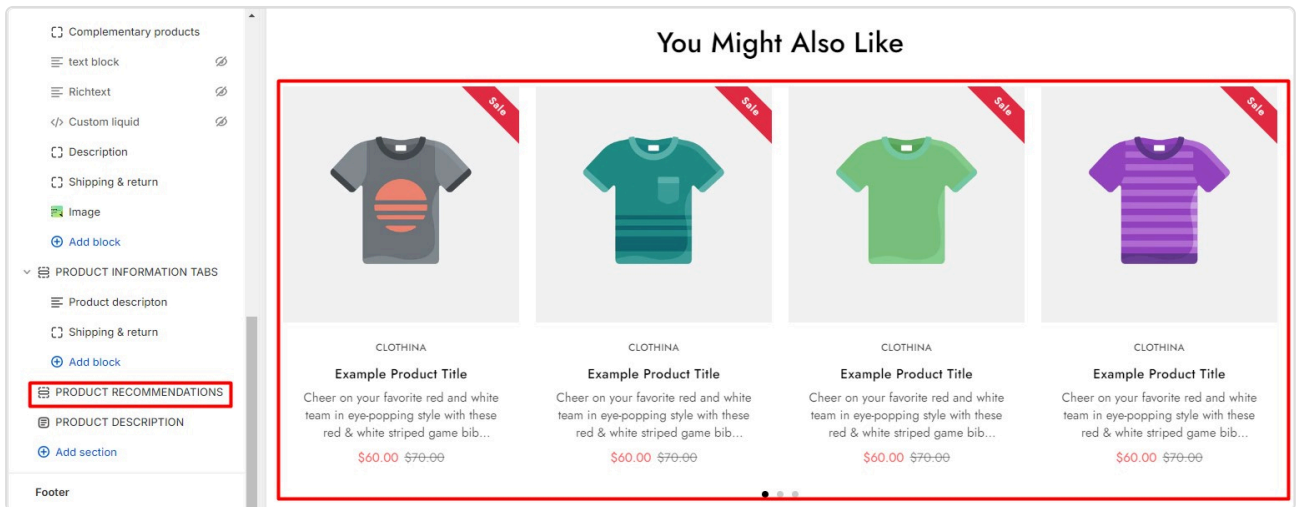 Complementary products
text block
Richtext
Custom liquid
Description
Shipping & return
Image
Add block
PRODUCT INFORMATION TABS
Product descripton
Shipping & return
Add block
PRODUCT RECOMMENDATIONS
PRODUCT DESCRIPTION
Add section
Footer
You Might Also Like
Sale
Sale
Sale
Sale
CLOTHINA
Example Product Title
Cheer on your favorite red and white
team in eye-popping style with these
red & white striped game bib...
$60.00 $70.00
CLOTHINA
Example Product Title
Cheer on your favorite red and white
team in eye-popping style with these
red & white striped game bib...
$60.00 $70.00
CLOTHINA
Example Product Title
Cheer on your favorite red and white
team in eye-popping style with these
red & white striped game bib...
$60.00 $70.00
CLOTHINA
Example Product Title
Cheer on your favorite red and white
team in eye-popping style with these
red & white striped game bib...
$60.00 $70.00